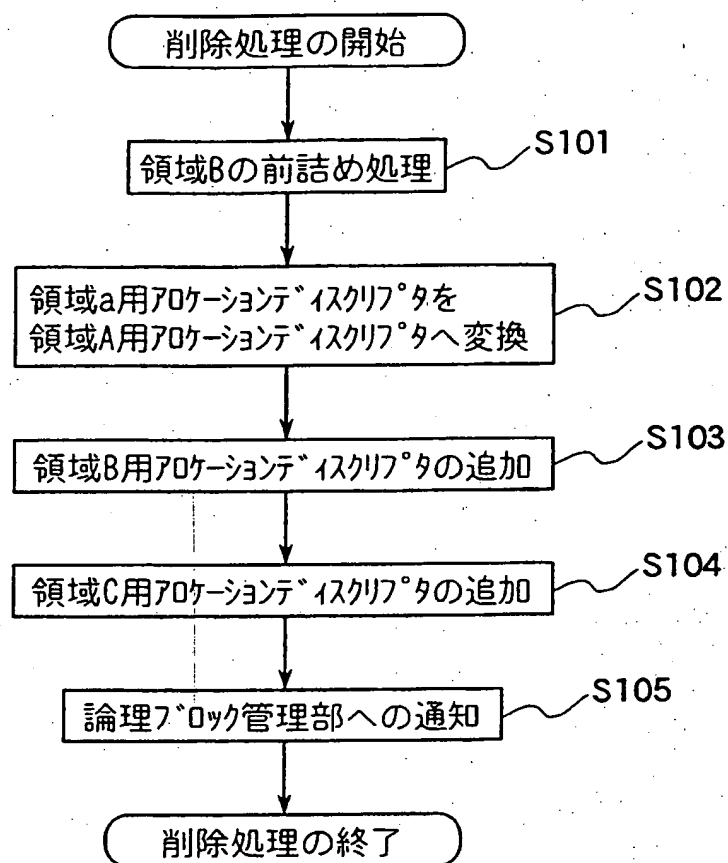 削除処理の開始
領域Bの前詰め処理
S101
領域a用ｱﾛｹｰｼｮﾝﾃﾞｨｽｸﾘﾌﾟﾀを
領域A用ｱﾛｹｰｼｮﾝﾃﾞｨｽｸﾘﾌﾟﾀへ変換
S102
領域B用ｱﾛｹｰｼｮﾝﾃﾞｨｽｸﾘﾌﾟﾀの追加
S103
領域C用ｱﾛｹｰｼｮﾝﾃﾞｨｽｸﾘﾌﾟﾀの追加
S104
論理ﾌﾞﾛｯｸ管理部への通知
S105
削除処理の終了